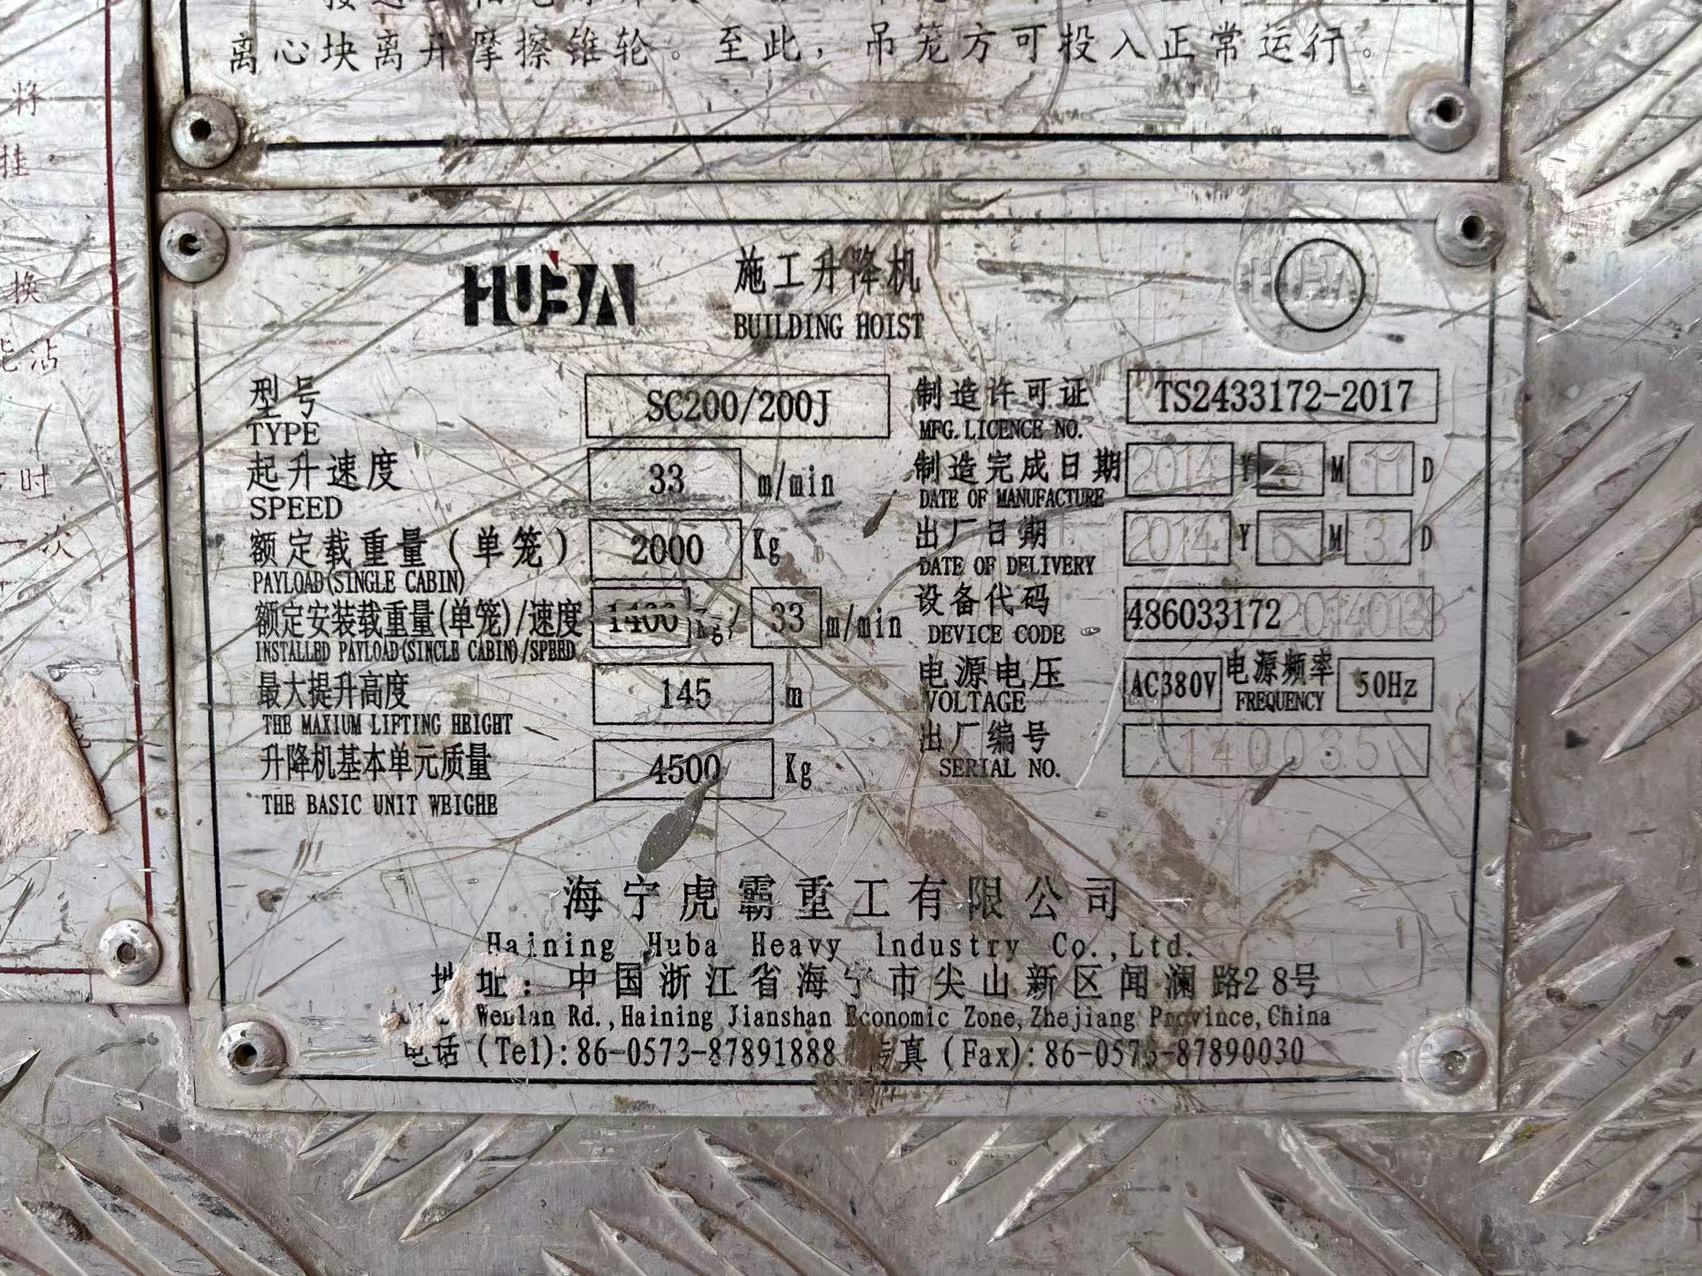 离心块离开摩擦锥轮。至此，吊笼方可投入正常运行。
将
挂
换
能沾
时
HUBA
施工升降机
BUILDING HOIST
HUBA
型号 SC200/200J
TYPE
起升速度 33 m/min
SPEED
额定载重量(单笼) 2000 Kg
PAYLOAD(SINGLE CABIN)
额定安装载重量(单笼)/速度 1400 Kg/ 33 m/min
INSTALLED PAYLOAD(SINCLE CABIN)/SPEED
最大提升高度 145 m
THE MAXIUM LIFTING HEIGHT
升降机基本单元质量 4500 Kg
THE BASIC UNIT WEIGHE
制造许可证 TS2433172-2017
MFG.LICENCE NO.
制造完成日期 2014 Y M 11 D
DATE OF MANUFACTURE
出厂日期 2014 Y 6 M 3 D
DATE OF DELIVERY
设备代码 486033172
DEVICE CODE
电源电压 AC380V 电源频率 50Hz
VOLTAGE FREQUENCY
出厂编号 140035
SERIAL NO.
海宁虎霸重工有限公司
Haining Huba Heavy lndustry Co.,Ltd.
地址：中国浙江省海宁市尖山新区闻澜路28号
Wenlan Rd.,Haining Jianshan Economic Zone,Zhejiang Province,China
电话(Tel):86-0573-87891888 传真(Fax):86-0573-87890030